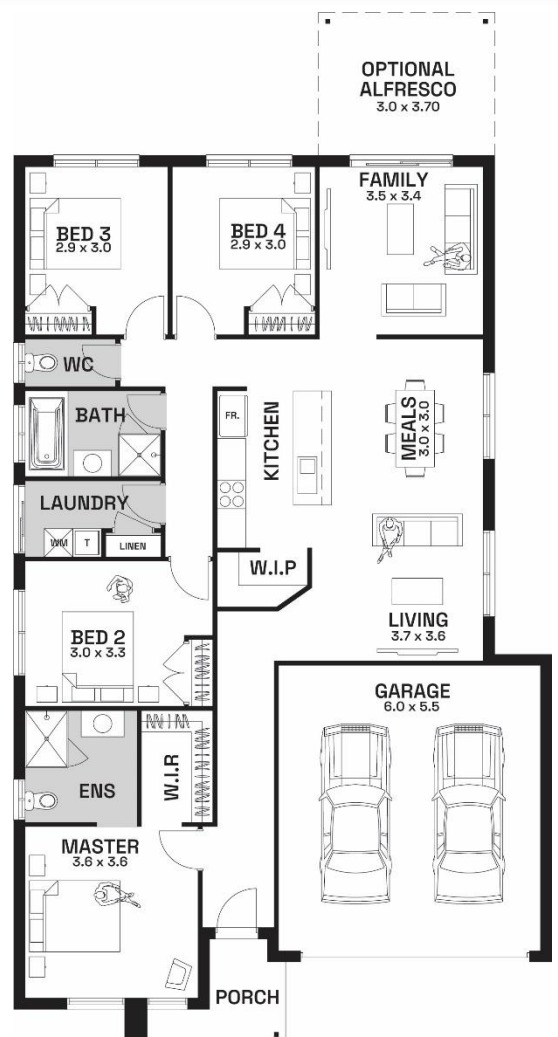 OPTIONAL
ALFRESCO
3.0 x 3.70
FAMILY
3.5 x 3.4
BED 3
2.9 x 3.0
BED 4
2.9 x 3.0
WC
BATH
FR.
KITCHEN
MEALS
3.0 x 3.0
LAUNDRY
WM
T
LINEN
W.I.P
BED 2
3.0 x 3.3
LIVING
3.7 x 3.6
GARAGE
6.0 x 5.5
ENS
W.I.R
MASTER
3.6 x 3.6
PORCH